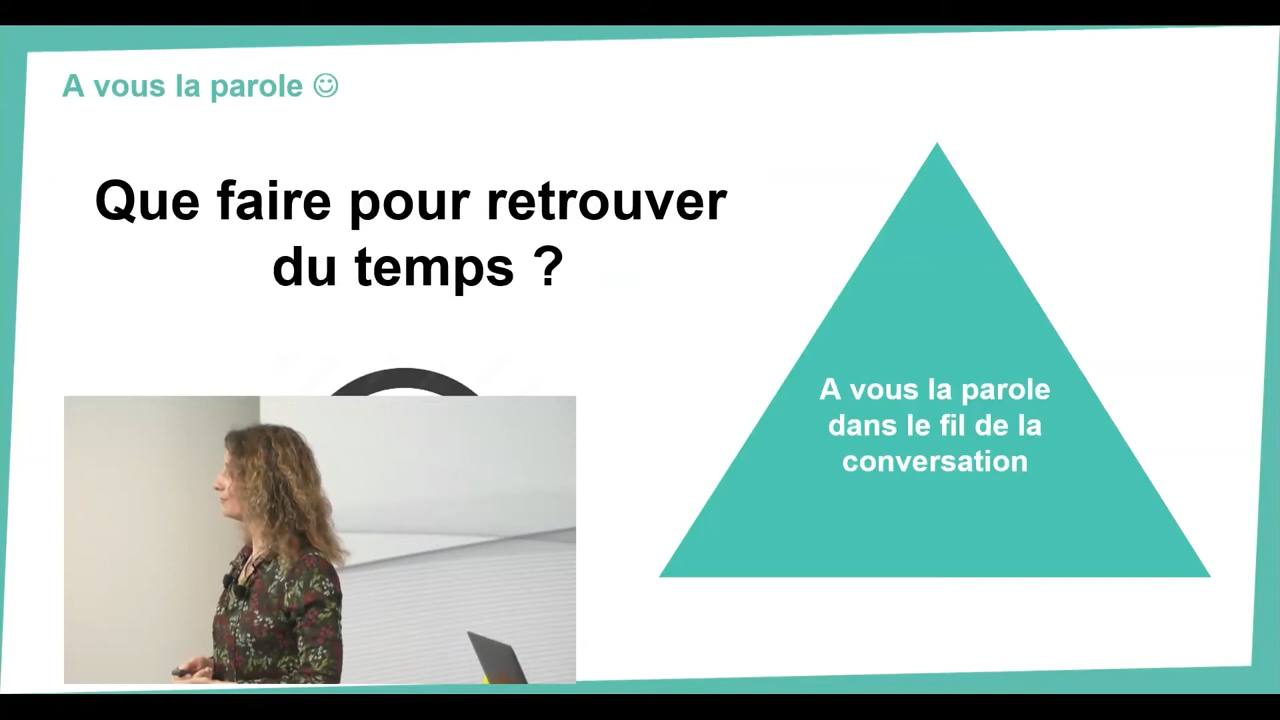 A vous la parole ☺
Que faire pour retrouver
du temps ?
A vous la parole
dans le fil de la
conversation